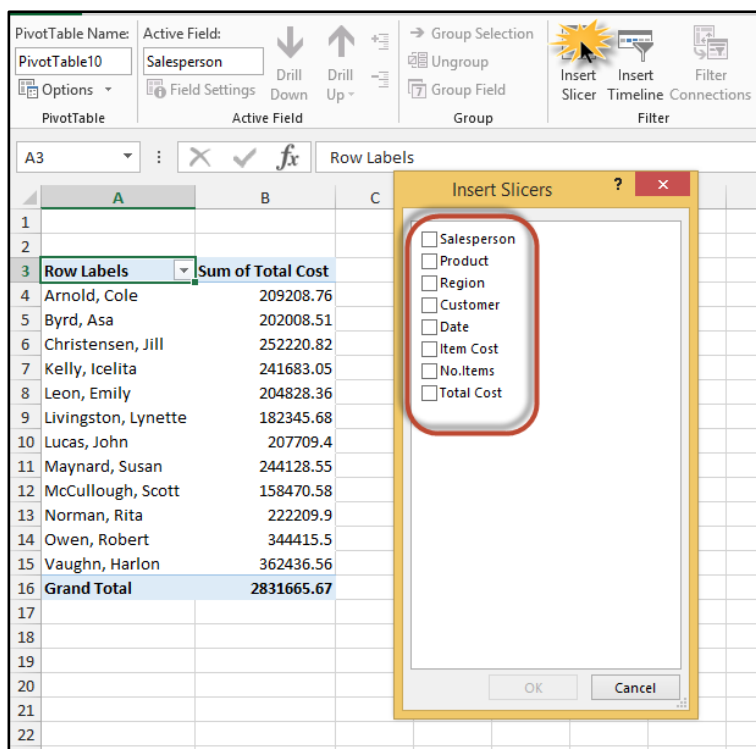 PivotTable Name: Active Field:
PivotTable10 Salesperson
Options Field Settings Drill Down Drill Up
PivotTable Active Field
Group Selection
Ungroup
7 Group Field
Group
Insert Slicer Insert Timeline Filter Connections
Filter
A3 fx Row Labels
A B C
1
2
3 Row Labels Sum of Total Cost
4 Arnold, Cole 209208.76
5 Byrd, Asa 202008.51
6 Christensen, Jill 252220.82
7 Kelly, Icelita 241683.05
8 Leon, Emily 204828.36
9 Livingston, Lynette 182345.68
10 Lucas, John 207709.4
11 Maynard, Susan 244128.55
12 McCullough, Scott 158470.58
13 Norman, Rita 222209.9
14 Owen, Robert 344415.5
15 Vaughn, Harlon 362436.56
16 Grand Total 2831665.67
17
18
19
20
21
22
Insert Slicers ? ×
Salesperson
Product
Region
Customer
Date
Item Cost
No.Items
Total Cost
OK Cancel